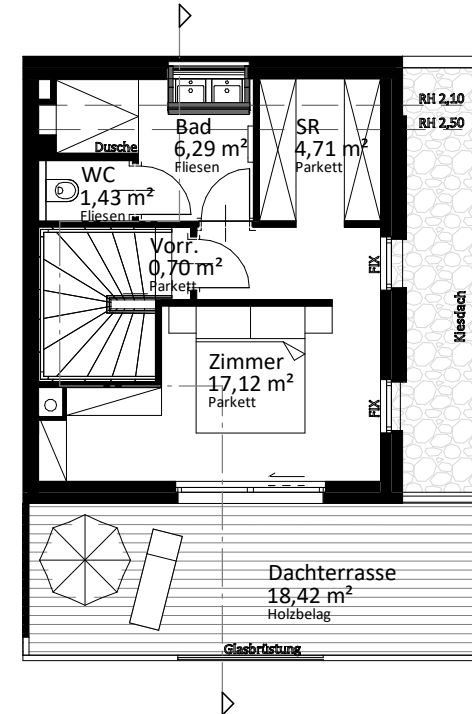 RH 2,10
RH 2,50
Bad
6,29 m²
Fliesen
SR
4,71 m²
Parkett
Dusche
WC
1,43 m²
Fliesen
Vorr.
0,70 m²
Parkett
FIX
Kiesdach
Zimmer
17,12 m²
Parkett
FIX
Dachterrasse
18,42 m²
Holzbelag
Glasbrüstung